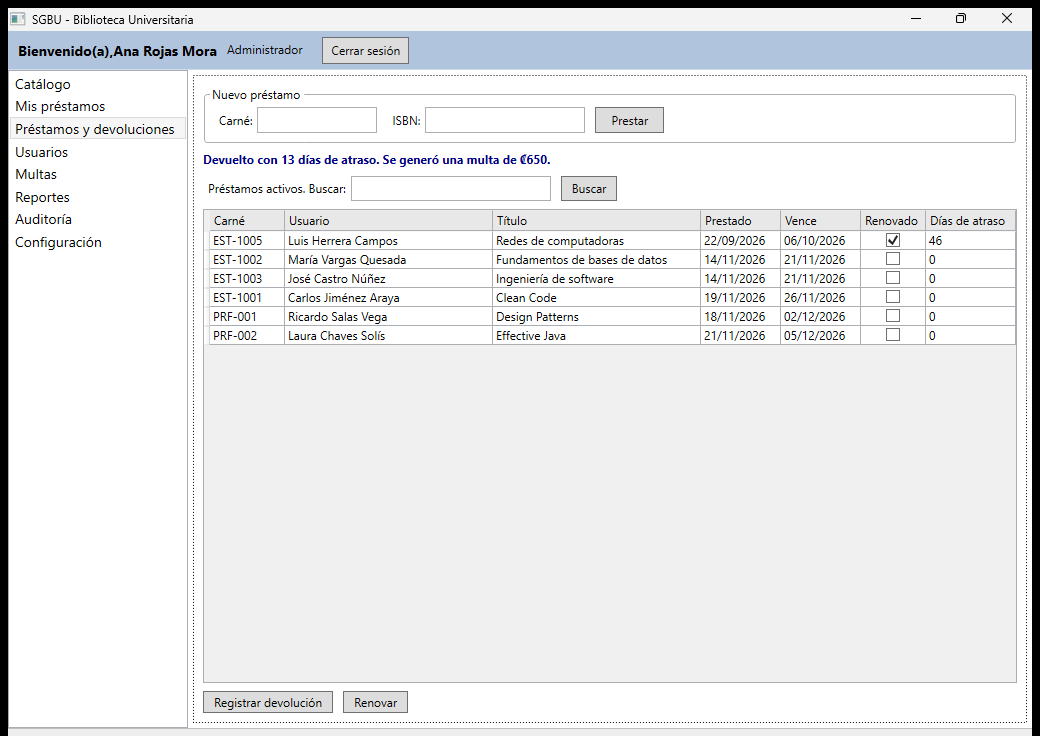 SGBU - Biblioteca Universitaria
Bienvenido(a),Ana Rojas Mora Administrador Cerrar sesión
Catálogo
Mis préstamos
Préstamos y devoluciones
Usuarios
Multas
Reportes
Auditoría
Configuración
Nuevo préstamo
Carné: ISBN: Prestar
Devuelto con 13 días de atraso. Se generó una multa de ₡650.
Préstamos activos. Buscar: Buscar
Carné Usuario Título Prestado Vence Renovado Días de atraso
EST-1005 Luis Herrera Campos Redes de computadoras 22/09/2026 06/10/2026 46
EST-1002 María Vargas Quesada Fundamentos de bases de datos 14/11/2026 21/11/2026 0
EST-1003 José Castro Núñez Ingeniería de software 14/11/2026 21/11/2026 0
EST-1001 Carlos Jiménez Araya Clean Code 19/11/2026 26/11/2026 0
PRF-001 Ricardo Salas Vega Design Patterns 18/11/2026 02/12/2026 0
PRF-002 Laura Chaves Solís Effective Java 21/11/2026 05/12/2026 0
Registrar devolución Renovar